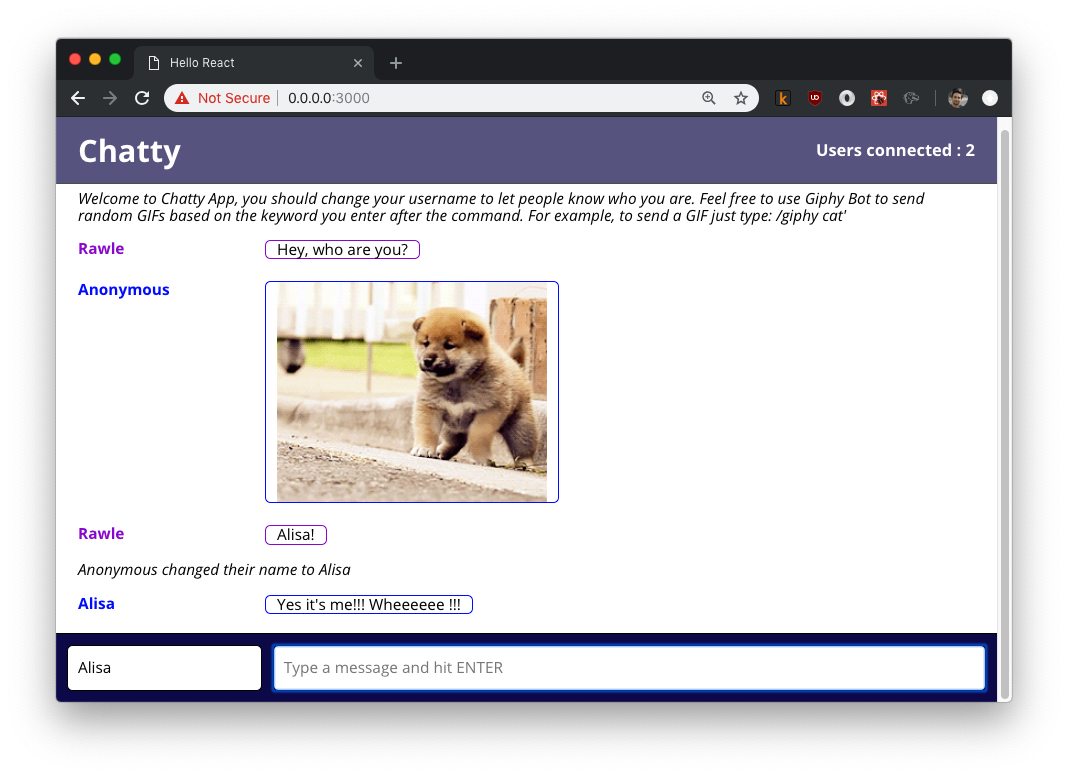 Hello React
Not Secure
0.0.0.0:3000
k
UD
Chatty
Users connected : 2
Welcome to Chatty App, you should change your username to let people know who you are. Feel free to use Giphy Bot to send
random GIFs based on the keyword you enter after the command. For example, to send a GIF just type: /giphy cat'
Rawle
Hey, who are you?
Anonymous
Rawle
Alisa!
Anonymous changed their name to Alisa
Alisa
Yes it's me!!! Wheeeeee !!!
Alisa
Type a message and hit ENTER